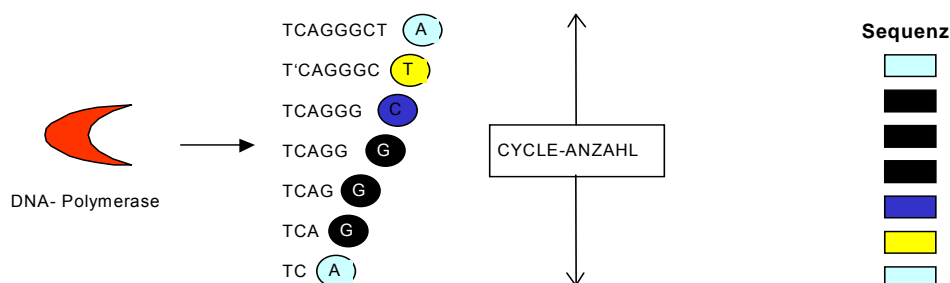 TCAGGGCT A
Sequenz
T'CAGGGC T
TCAGGG C
TCAGG G
CYCLE-ANZAHL
DNA- Polymerase
TCAG G
TCA G
TC A